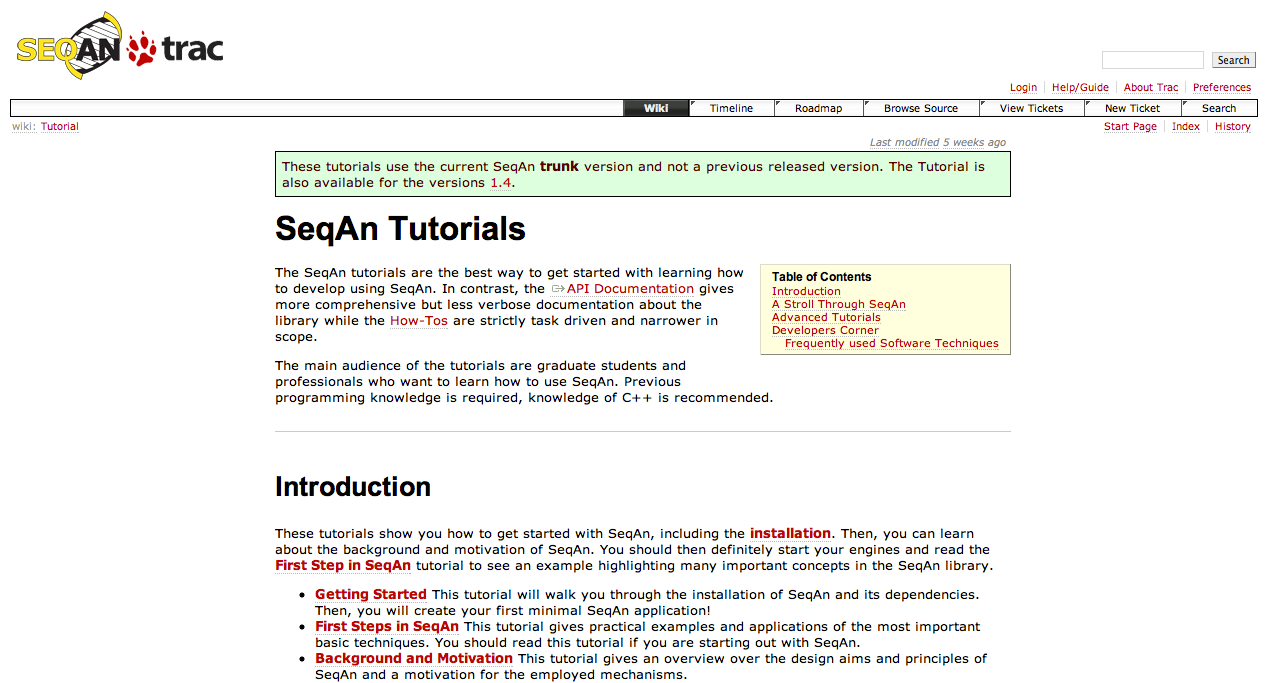 SEQAN trac
Search
Login Help/Guide About Trac Preferences
Wiki Timeline Roadmap Browse Source View Tickets New Ticket Search
wiki: Tutorial
Start Page Index History
Last modified 5 weeks ago
These tutorials use the current SeqAn trunk version and not a previous released version. The Tutorial is
also available for the versions 1.4.
SeqAn Tutorials
The SeqAn tutorials are the best way to get started with learning how
to develop using SeqAn. In contrast, the API Documentation gives
more comprehensive but less verbose documentation about the
library while the How-Tos are strictly task driven and narrower in
scope.
Table of Contents
Introduction
A Stroll Through SeqAn
Advanced Tutorials
Developers Corner
Frequently used Software Techniques
The main audience of the tutorials are graduate students and
professionals who want to learn how to use SeqAn. Previous
programming knowledge is required, knowledge of C++ is recommended.
Introduction
These tutorials show you how to get started with SeqAn, including the installation. Then, you can learn
about the background and motivation of SeqAn. You should then definitely start your engines and read the
First Step in SeqAn tutorial to see an example highlighting many important concepts in the SeqAn library.
• Getting Started This tutorial will walk you through the installation of SeqAn and its dependencies.
Then, you will create your first minimal SeqAn application!
• First Steps in SeqAn This tutorial gives practical examples and applications of the most important
basic techniques. You should read this tutorial if you are starting out with SeqAn.
• Background and Motivation This tutorial gives an overview over the design aims and principles of
SeqAn and a motivation for the employed mechanisms.